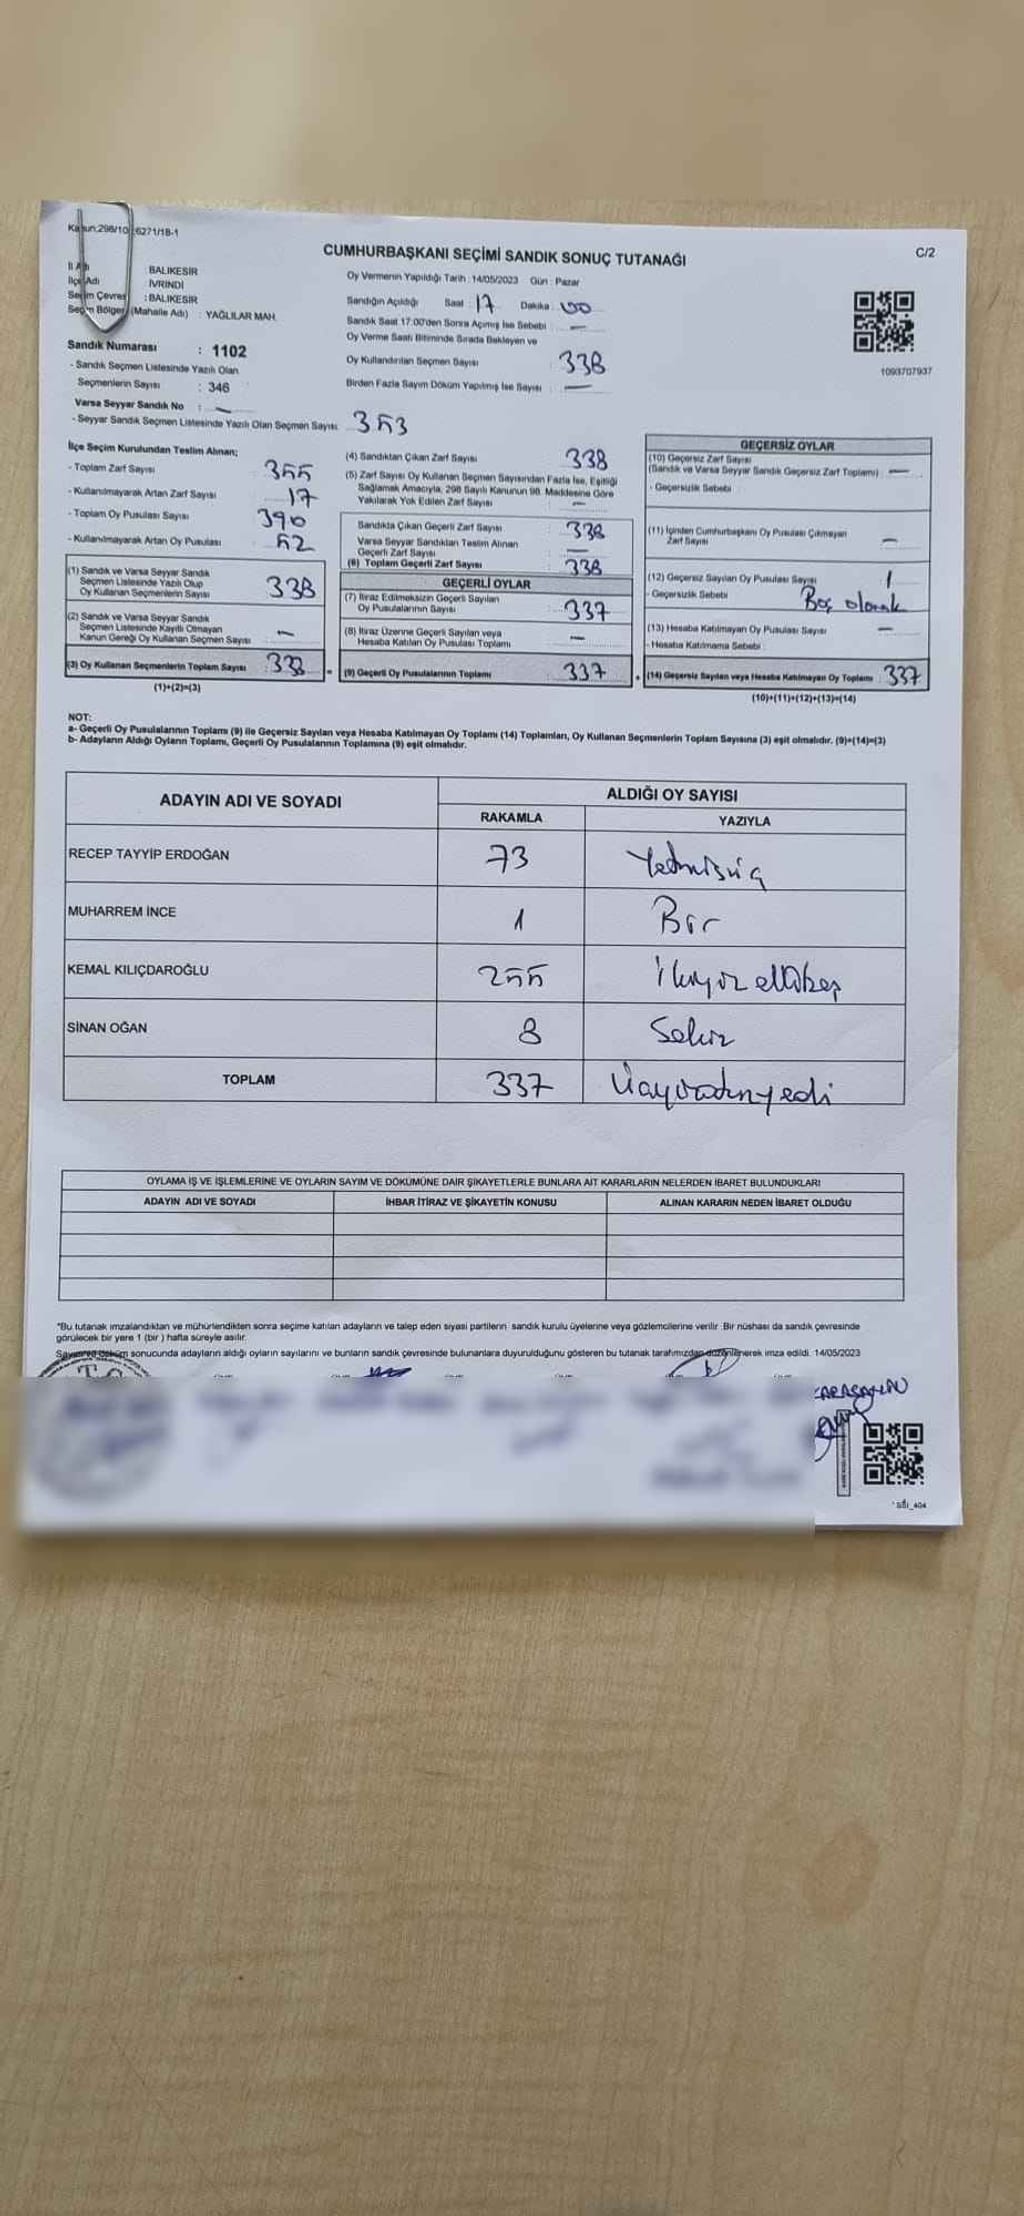 Kanun:298/10 6271/18-1
C/2
CUMHURBAŞKANI SEÇİMİ SANDIK SONUÇ TUTANAĞI
İl Adı BALIKESİR
İlçe Adı İVRİNDİ
Seçim Çevresi : BALIKESİR
Seçim Bölgesi (Mahalle Adı) : YAĞLILAR MAH.
Sandık Numarası : 1102
- Sandık Seçmen Listesinde Yazılı Olan
Seçmenlerin Sayısı : 346
Varsa Seyyar Sandık No : -
- Seyyar Sandık Seçmen Listesinde Yazılı Olan Seçmen Sayısı 353
Oy Vermenin Yapıldığı Tarih : 14/05/2023 Gün : Pazar
Sandığın Açıldığı Saat : 17 Dakika : 00
Sandık Saat 17:00'den Sonra Açılmış İse Sebebi : -
Oy Verme Saati Bitiminde Sırada Bekleyen ve
Oy Kullandırılan Seçmen Sayısı : 338
Birden Fazla Sayım Döküm Yapılmış İse Sayısı : -
1093707937
İlçe Seçim Kurulundan Teslim Alınan;
- Toplam Zarf Sayısı 355
- Kullanılmayarak Artan Zarf Sayısı 17
- Toplam Oy Pusulası Sayısı 390
- Kullanılmayarak Artan Oy Pusulası 52
(1) Sandık ve Varsa Seyyar Sandık
Seçmen Listesinde Yazılı Olup
Oy Kullanan Seçmenlerin Sayısı 338
(2) Sandık ve Varsa Seyyar Sandık
Seçmen Listesinde Kayıtlı Olmayan
Kanun Gereği Oy Kullanan Seçmen Sayısı -
(3) Oy Kullanan Seçmenlerin Toplam Sayısı : 338
(1)+(2)=(3)
(4) Sandıktan Çıkan Zarf Sayısı 338
(5) Zarf Sayısı Oy Kullanan Seçmen Sayısından Fazla İse, Eşitliği
Sağlamak Amacıyla, 298 Sayılı Kanunun 98. Maddesine Göre
Yakılarak Yok Edilen Zarf Sayısı -
Sandıkta Çıkan Geçerli Zarf Sayısı 338
Varsa Seyyar Sandıktan Teslim Alınan
Geçerli Zarf Sayısı -
(6) Toplam Geçerli Zarf Sayısı 338
GEÇERLİ OYLAR
(7) İtiraz Edilmeksizin Geçerli Sayılan
Oy Pusulalarının Sayısı 337
(8) İtiraz Üzerine Geçerli Sayılan veya
Hesaba Katılan Oy Pusulası Toplamı -
= (9) Geçerli Oy Pusulalarının Toplamı 337
GEÇERSİZ OYLAR
(10) Geçersiz Zarf Sayısı
(Sandık ve Varsa Seyyar Sandık Geçersiz Zarf Toplamı) -
- Geçersizlik Sebebi
(11) İçinden Cumhurbaşkanı Oy Pusulası Çıkmayan
Zarf Sayısı -
(12) Geçersiz Sayılan Oy Pusulası Sayısı 1
- Geçersizlik Sebebi Boş olarak
(13) Hesaba Katılmayan Oy Pusulası Sayısı -
- Hesaba Katılmama Sebebi
+ (14) Geçersiz Sayılan veya Hesaba Katılmayan Oy Toplamı : 337
(10)+(11)+(12)+(13)=(14)
NOT:
a- Geçerli Oy Pusulalarının Toplamı (9) ile Geçersiz Sayılan veya Hesaba Katılmayan Oy Toplamı (14) Toplamları, Oy Kullanan Seçmenlerin Toplam Sayısına (3) eşit olmalıdır. (9)+(14)=(3)
b- Adayların Aldığı Oyların Toplamı, Geçerli Oy Pusulalarının Toplamına (9) eşit olmalıdır.
ADAYIN ADI VE SOYADI ALDIĞI OY SAYISI
RAKAMLA YAZIYLA
RECEP TAYYİP ERDOĞAN 73 Yetmişüç
MUHARREM İNCE 1 Bir
KEMAL KILIÇDAROĞLU 255 İkiyüz ellibeş
SİNAN OĞAN 8 Sekiz
TOPLAM 337 Üçyüzotuzyedi
OYLAMA İŞ VE İŞLEMLERİNE VE OYLARIN SAYIM VE DÖKÜMÜNE DAİR ŞİKAYETLERLE BUNLARA AİT KARARLARIN NELERDEN İBARET BULUNDUKLARI
ADAYIN ADI VE SOYADI İHBAR İTİRAZ VE ŞİKAYETİN KONUSU ALINAN KARARIN NEDEN İBARET OLDUĞU
*Bu tutanak imzalandıktan ve mühürlendikten sonra seçime katılan adayların ve talep eden siyasi partilerin sandık kurulu üyelerine veya gözlemcilerine verilir .Bir nüshası da sandık çevresinde
görülecek bir yere 1 (bir ) hafta süreyle asılır.
Sayım ve döküm sonucunda adayların aldığı oyların sayılarını ve bunların sandık çevresinde bulunanlara duyurulduğunu gösteren bu tutanak tarafımızdan düzenlenerek imza edildi. 14/05/2023
T.C.